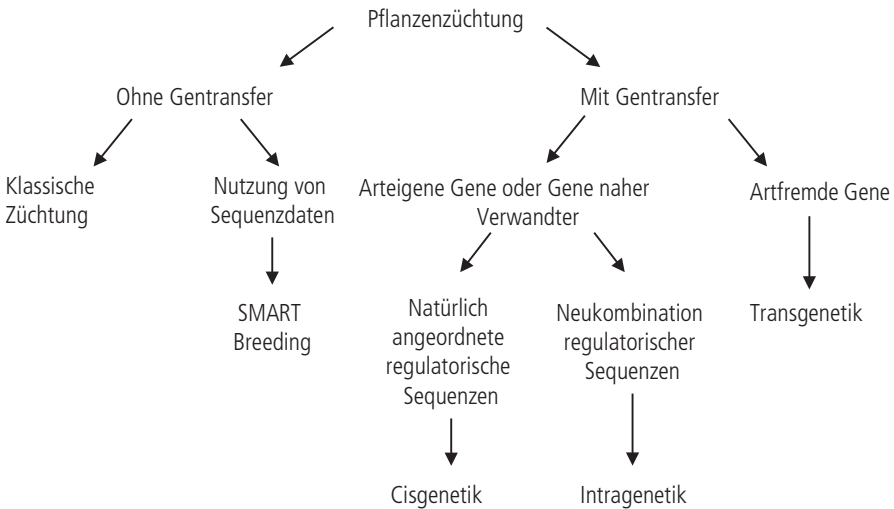 Pflanzenzüchtung
Ohne Gentransfer
Mit Gentransfer
Klassische
Züchtung
Nutzung von
Sequenzdaten
Arteigene Gene oder Gene naher
Verwandter
Artfremde Gene
SMART
Breeding
Natürlich
angeordnete
regulatorische
Sequenzen
Neukombination
regulatorischer
Sequenzen
Transgenetik
Cisgenetik
Intragenetik